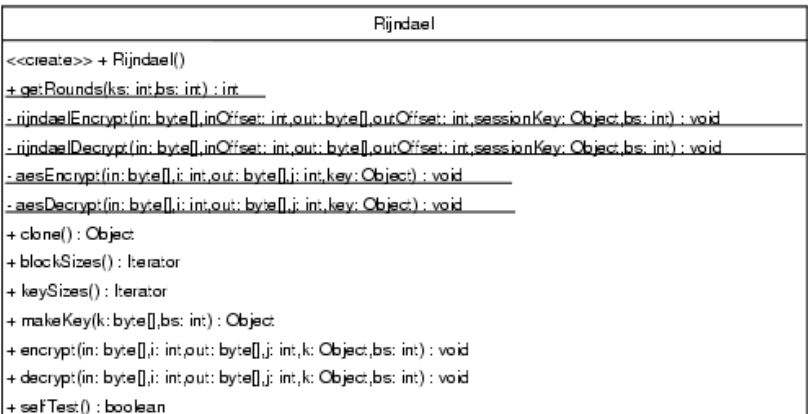 Rijndael
<<create>> + Rijndael()
+ getRounds(ks: int,bs: int) : int
- rijndaelEncrypt(in: byte[],inOffset: int,out: byte[],outOffset: int,sessionKey: Object,bs: int) : void
- rijndaelDecrypt(in: byte[],inOffset: int,out: byte[],outOffset: int,sessionKey: Object,bs: int) : void
- aesEncrypt(in: byte[],i: int,out: byte[],j: int,key: Object) : void
- aesDecrypt(in: byte[],i: int,out: byte[],j: int,key: Object) : void
+ clone() : Object
+ blockSizes() : Iterator
+ keySizes() : Iterator
+ makeKey(k: byte[],bs: int) : Object
+ encrypt(in: byte[],i: int,out: byte[],j: int,k: Object,bs: int) : void
+ decrypt(in: byte[],i: int,out: byte[],j: int,k: Object,bs: int) : void
+ selfTest() : boolean